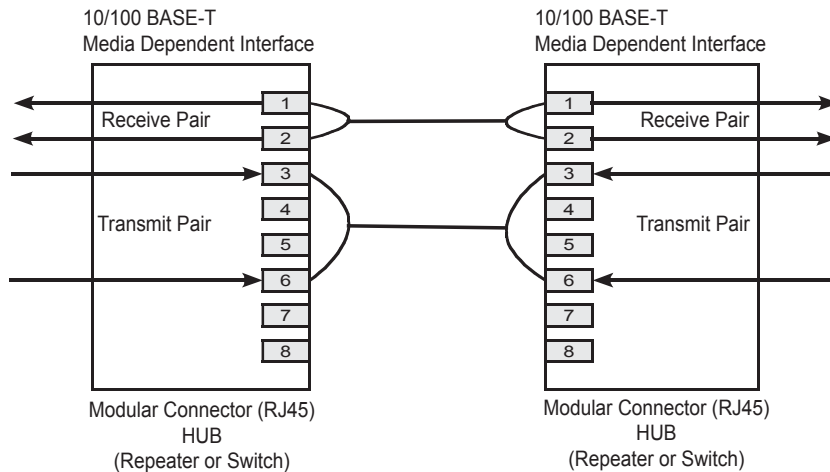 10/100 BASE-T
Media Dependent Interface
1
Receive Pair
2
3
4
Transmit Pair
5
6
7
8
Modular Connector (RJ45)
HUB
(Repeater or Switch)
10/100 BASE-T
Media Dependent Interface
1
Receive Pair
2
3
4
Transmit Pair
5
6
7
8
Modular Connector (RJ45)
HUB
(Repeater or Switch)